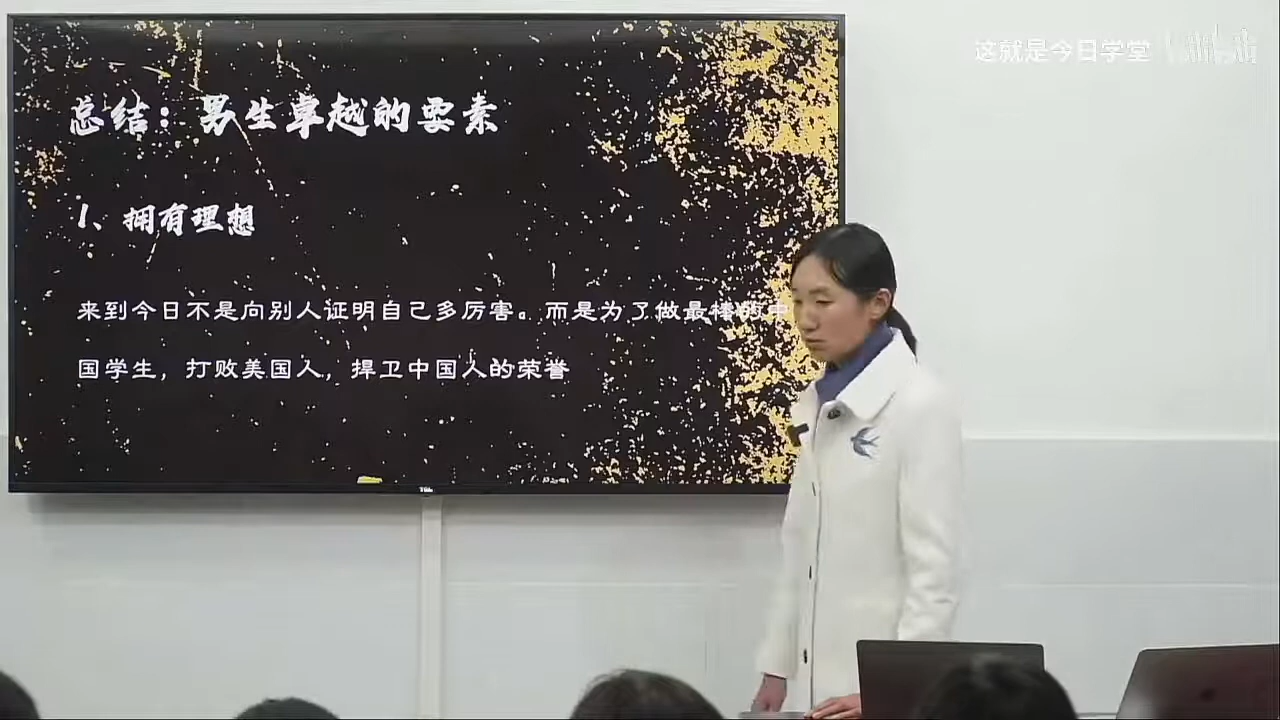 这就是今日学堂 bilibili
总结：男生卓越的要素
1、拥有理想
来到今日不是向别人证明自己多厉害。而是为了做最棒的中
国学生，打败美国人，捍卫中国人的荣誉